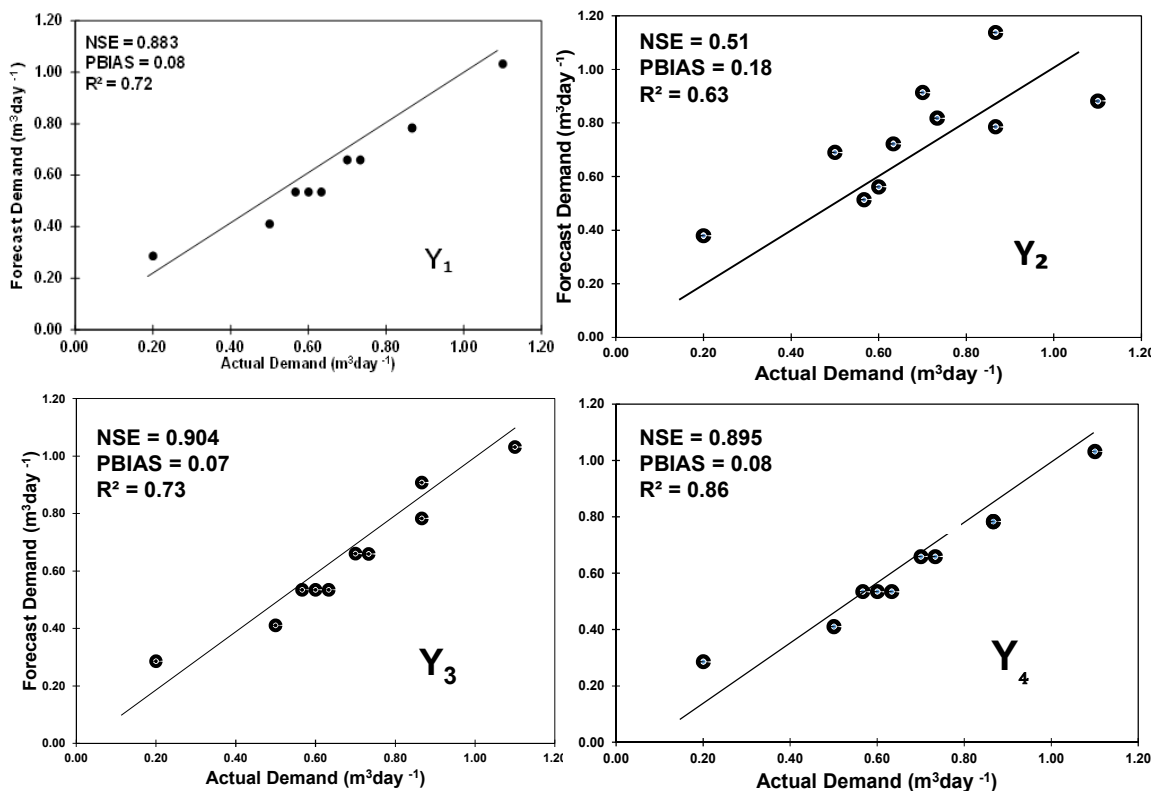 1.20
NSE = 0.883
PBIAS = 0.08
R² = 0.72
1.00
0.80
0.60
0.40
0.20
0.00
Forecast Demand (m³day ⁻¹)
Y₁
0.00 0.20 0.40 0.60 0.80 1.00 1.20
Actual Demand (m³day ⁻¹)
1.20
NSE = 0.51
PBIAS = 0.18
R² = 0.63
1.00
0.80
0.60
0.40
0.20
0.00
Forecast Demand (m³day ⁻¹)
Y₂
0.00 0.20 0.40 0.60 0.80 1.00 1.20
Actual Demand (m³day ⁻¹)
1.20
NSE = 0.904
PBIAS = 0.07
R² = 0.73
1.00
0.80
0.60
0.40
0.20
0.00
Forecast Demand (m³day ⁻¹)
Y₃
0.00 0.20 0.40 0.60 0.80 1.00 1.20
Actual Demand (m³day ⁻¹)
1.20
NSE = 0.895
PBIAS = 0.08
R² = 0.86
1.00
0.80
0.60
0.40
0.20
0.00
Y₄
0.00 0.20 0.40 0.60 0.80 1.00 1.20
Actual Demand (m³day ⁻¹)